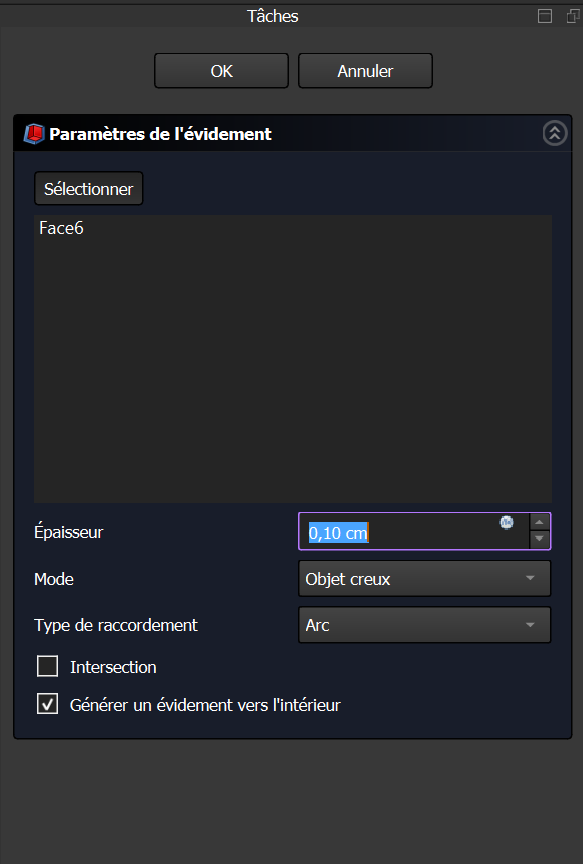 Tâches
OK
Annuler
Paramètres de l'évidement
Sélectionner
Face6
Épaisseur
0,10 cm
Mode
Objet creux
Type de raccordement
Arc
Intersection
Générer un évidement vers l'intérieur